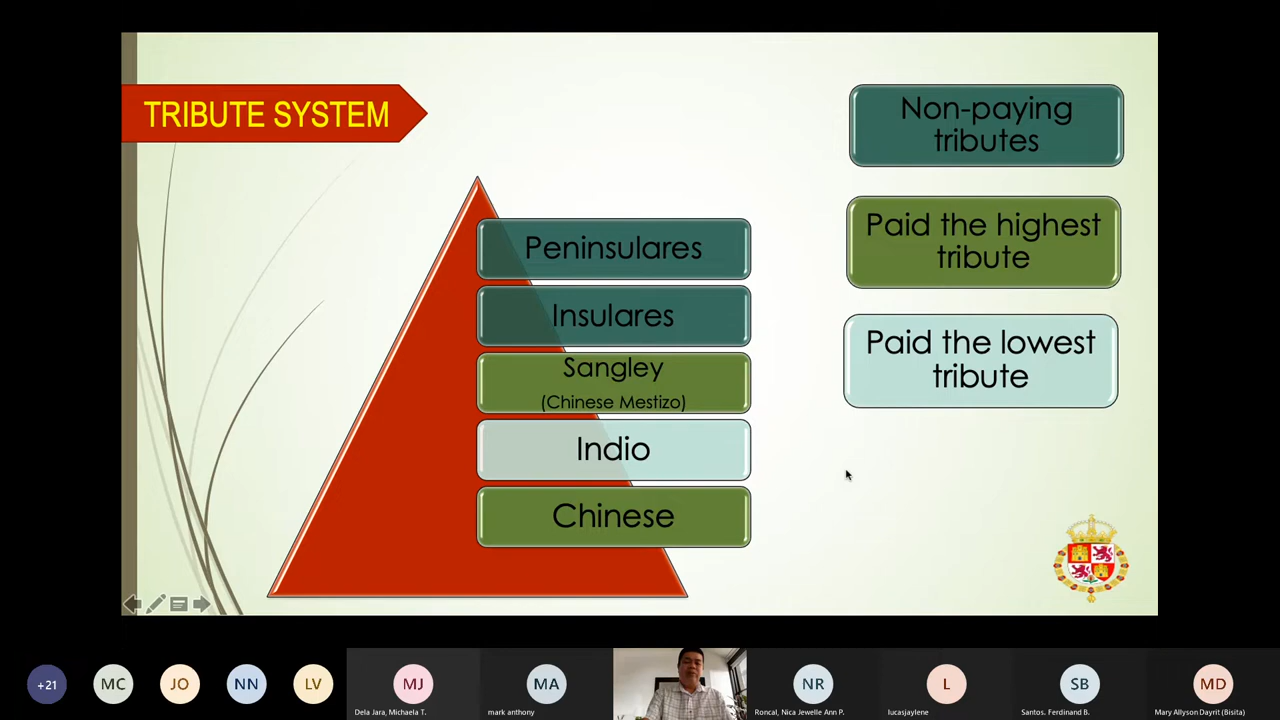 TRIBUTE SYSTEM
Non-paying
tributes
Paid the highest
tribute
Paid the lowest
tribute
Peninsulares
Insulares
Sangley
(Chinese Mestizo)
Indio
Chinese
+21
MC
JO
NN
LV
MJ
Dela Jara, Michaela T.
MA
mark anthony
NR
Roncal, Nica Jewelle Ann P.
L
lucasjaylene
SB
Santos. Ferdinand B.
MD
Mary Allyson Dayrit (Bisita)